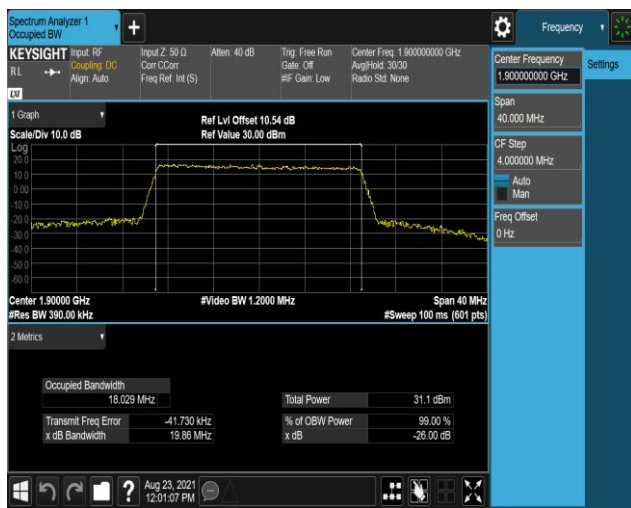 Spectrum Analyzer 1
Occupied BW
+
Frequency
KEYSIGHT
RL
LXI
Input: RF
Coupling: DC
Align: Auto
Input Z: 50 Ω
Corr CCorr
Freq Ref: Int (S)
Atten: 40 dB
Trig: Free Run
Gate: Off
#IF Gain: Low
Center Freq: 1.900000000 GHz
Avg|Hold: 30/30
Radio Std: None
Center Frequency
1.900000000 GHz
Settings
Span
40.000 MHz
CF Step
4.000000 MHz
Auto
Man
Freq Offset
0 Hz
1 Graph
Scale/Div 10.0 dB
Ref Lvl Offset 10.54 dB
Ref Value 30.00 dBm
Log
20.0
10.0
0.00
-10.0
-20.0
-30.0
-40.0
-50.0
-60.0
Center 1.90000 GHz
#Res BW 390.00 kHz
#Video BW 1.2000 MHz
Span 40 MHz
#Sweep 100 ms (601 pts)
2 Metrics
Occupied Bandwidth
18.029 MHz
Total Power 31.1 dBm
Transmit Freq Error -41.730 kHz
% of OBW Power 99.00 %
x dB Bandwidth 19.86 MHz
x dB -26.00 dB
?
Aug 23, 2021
12:01:07 PM